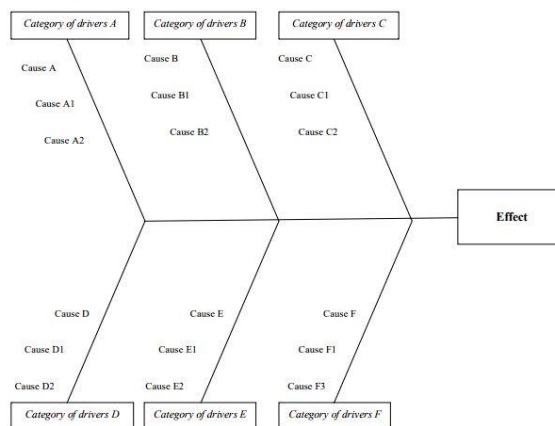 Category of drivers A
Category of drivers B
Category of drivers C
Cause A
Cause B
Cause C
Cause A1
Cause B1
Cause C1
Cause A2
Cause B2
Cause C2
Effect
Cause D
Cause E
Cause F
Cause D1
Cause E1
Cause F1
Cause D2
Cause E2
Cause F3
Category of drivers D
Category of drivers E
Category of drivers F